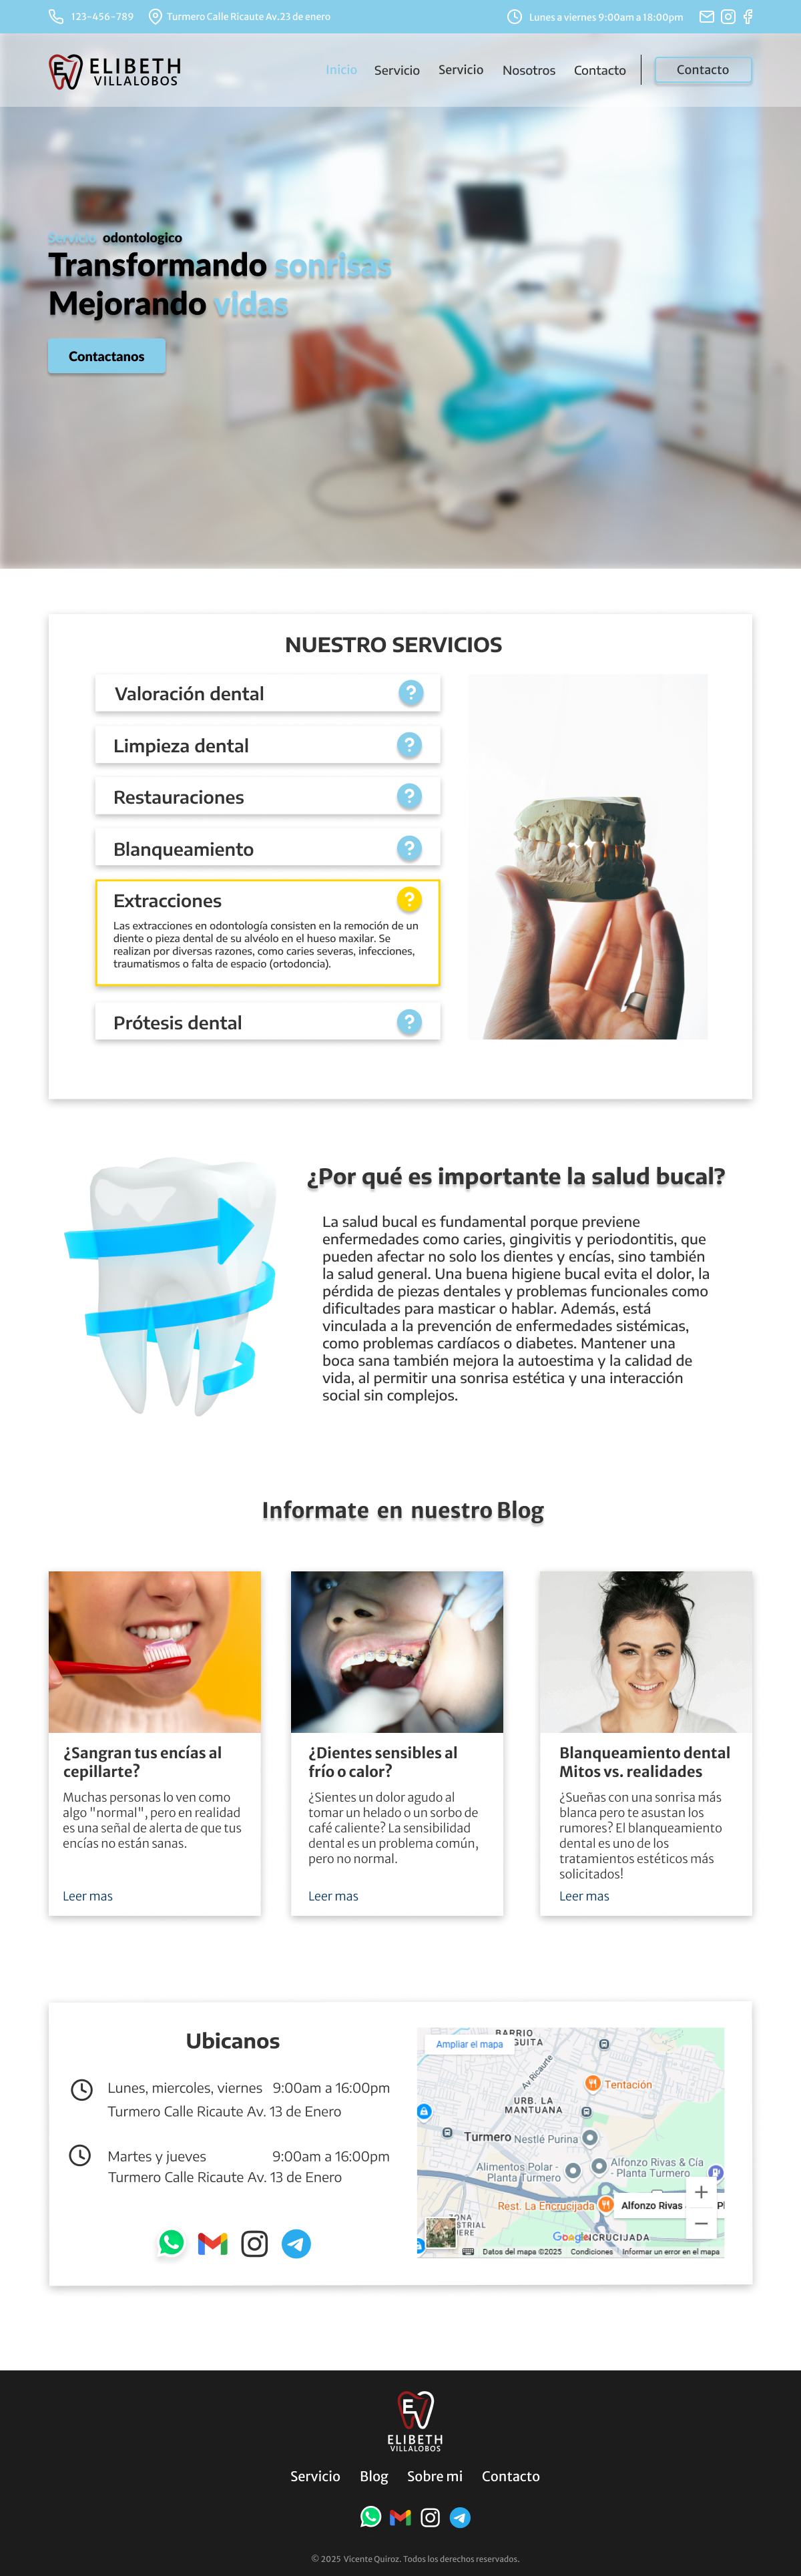 123-456-789
Turmero Calle Ricaute Av.23 de enero
Lunes a viernes 9:00am a 18:00pm
ELIBETH
VILLALOBOS
Inicio
Servicio
Servicio
Nosotros
Contacto
Contacto
Servicio odontologico
Transformando sonrisas
Mejorando vidas
Contactanos
NUESTRO SERVICIOS
Valoración dental
?
Limpieza dental
?
Restauraciones
?
Blanqueamiento
?
Extracciones
?
Las extracciones en odontología consisten en la remoción de un
diente o pieza dental de su alvéolo en el hueso maxilar. Se
realizan por diversas razones, como caries severas, infecciones,
traumatismos o falta de espacio (ortodoncia).
Prótesis dental
?
¿Por qué es importante la salud bucal?
La salud bucal es fundamental porque previene
enfermedades como caries, gingivitis y periodontitis, que
pueden afectar no solo los dientes y encías, sino también
la salud general. Una buena higiene bucal evita el dolor, la
pérdida de piezas dentales y problemas funcionales como
dificultades para masticar o hablar. Además, está
vinculada a la prevención de enfermedades sistémicas,
como problemas cardíacos o diabetes. Mantener una
boca sana también mejora la autoestima y la calidad de
vida, al permitir una sonrisa estética y una interacción
social sin complejos.
Informate en nuestro Blog
¿Sangran tus encías al
cepillarte?
Muchas personas lo ven como
algo "normal", pero en realidad
es una señal de alerta de que tus
encías no están sanas.
Leer mas
¿Dientes sensibles al
frío o calor?
¿Sientes un dolor agudo al
tomar un helado o un sorbo de
café caliente? La sensibilidad
dental es un problema común,
pero no normal.
Leer mas
Blanqueamiento dental
Mitos vs. realidades
¿Sueñas con una sonrisa más
blanca pero te asustan los
rumores? El blanqueamiento
dental es uno de los
tratamientos estéticos más
solicitados!
Leer mas
Ubicanos
Lunes, miercoles, viernes 9:00am a 16:00pm
Turmero Calle Ricaute Av. 13 de Enero
Martes y jueves 9:00am a 16:00pm
Turmero Calle Ricaute Av. 13 de Enero
Ampliar el mapa
BARRIO
GUITA
Av Ricaurte
Tentación
URB. LA
MANTUANA
Turmero
Nestlé Purina
Alimentos Polar -
Planta Turmero
Alfonzo Rivas & Cía
- Planta Turmero
Rest. La Encrucijada
Alfonzo Rivas
ZONA
STRIAL
IERE
Google
NCRUCIJADA
Datos del mapa ©2025
Condiciones
Informar un error en el mapa
ELIBETH
VILLALOBOS
Servicio
Blog
Sobre mi
Contacto
© 2025 Vicente Quiroz. Todos los derechos reservados.